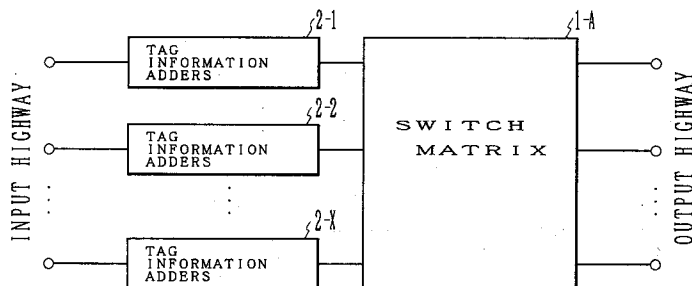 2-1
1-A
TAG
INFORMATION
ADDERS
2-2
TAG
INFORMATION
ADDERS
SWITCH
MATRIX
2-X
TAG
INFORMATION
ADDERS
INPUT HIGHWAY
OUTPUT HIGHWAY